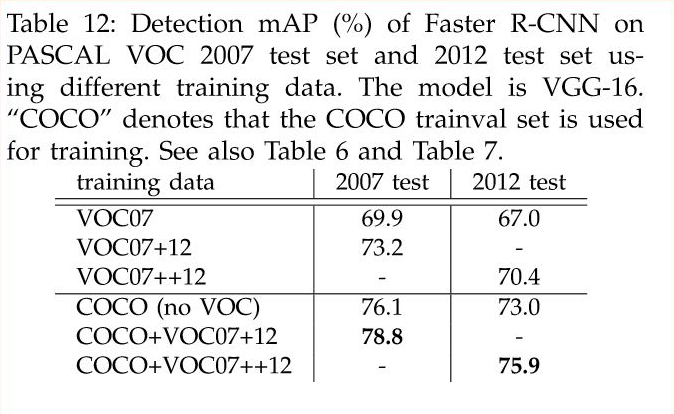 Table 12: Detection mAP (%) of Faster R-CNN on
PASCAL VOC 2007 test set and 2012 test set us-
ing different training data. The model is VGG-16.
“COCO” denotes that the COCO trainval set is used
for training. See also Table 6 and Table 7.
training data 2007 test 2012 test
VOC07 69.9 67.0
VOC07+12 73.2 -
VOC07++12 - 70.4
COCO (no VOC) 76.1 73.0
COCO+VOC07+12 78.8 -
COCO+VOC07++12 - 75.9